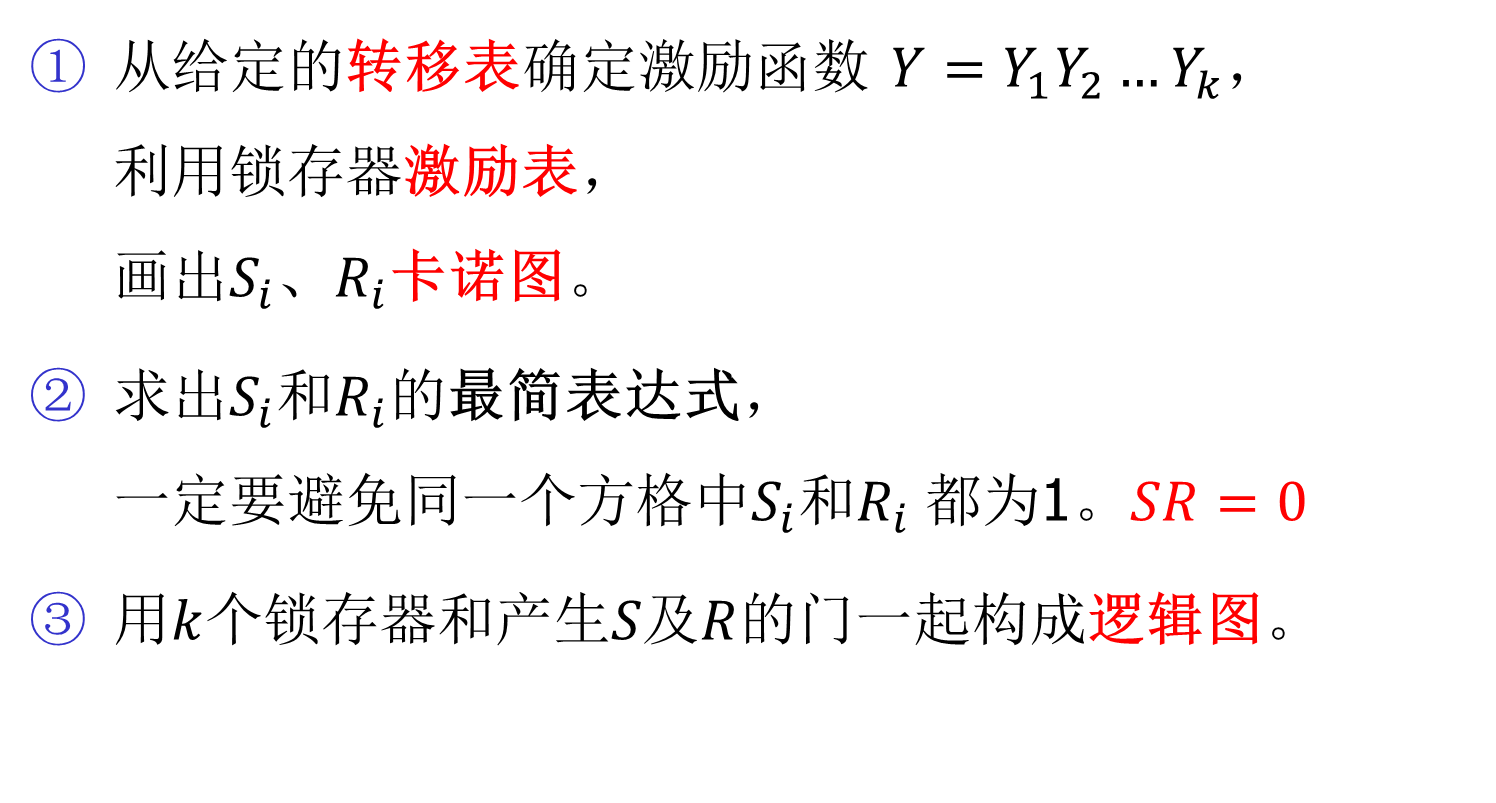 ① 从给定的转移表确定激励函数 Y = Y₁Y₂ … Yₖ，
利用锁存器激励表，
画出Sᵢ、Rᵢ卡诺图。
② 求出Sᵢ和Rᵢ的最简表达式，
一定要避免同一个方格中Sᵢ和Rᵢ 都为1。SR = 0
③ 用k个锁存器和产生S及R的门一起构成逻辑图。